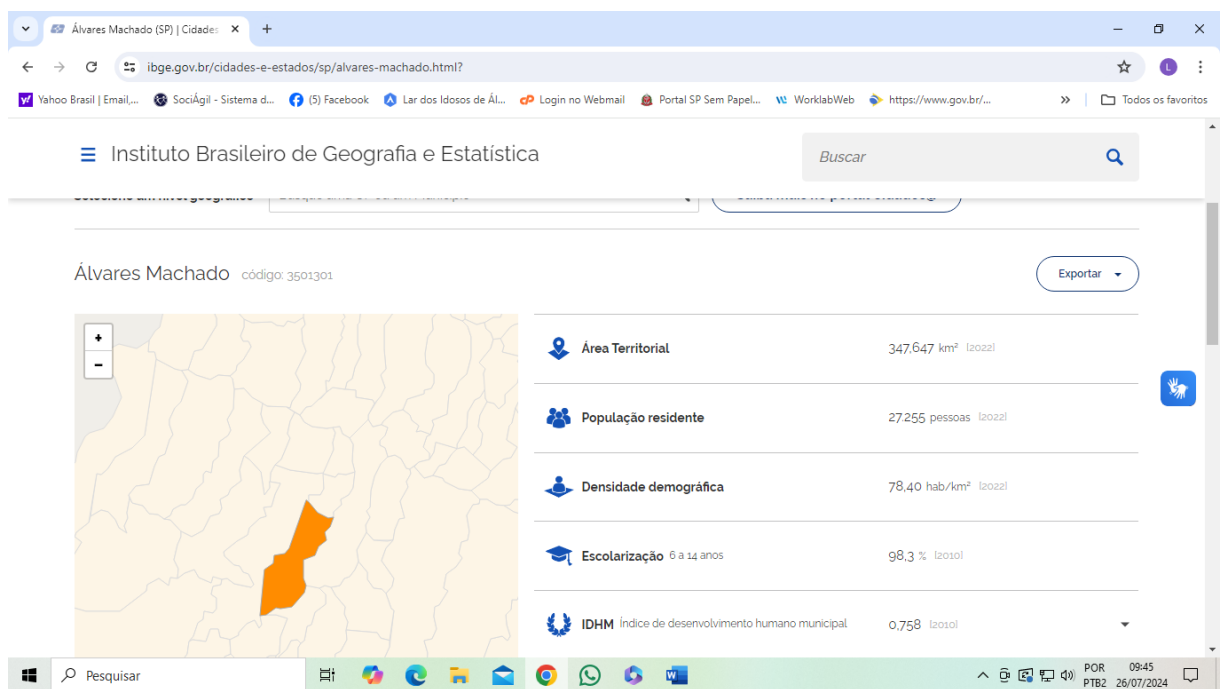 Álvares Machado (SP) | Cidades
ibge.gov.br/cidades-e-estados/sp/alvares-machado.html?
Yahoo Brasil | Email,... SociÁgil - Sistema d... (5) Facebook Lar dos Idosos de Ál... Login no Webmail Portal SP Sem Papel... WorklabWeb https://www.gov.br/... » Todos os favoritos
Instituto Brasileiro de Geografia e Estatística Buscar
Álvares Machado código: 3501301 Exportar
+
-
Área Territorial 347,647 km² [2022]
População residente 27.255 pessoas [2022]
Densidade demográfica 78,40 hab/km² [2022]
Escolarização 6 a 14 anos 98,3 % [2010]
IDHM Índice de desenvolvimento humano municipal 0,758 [2010]
Pesquisar POR 09:45
PTB2 26/07/2024